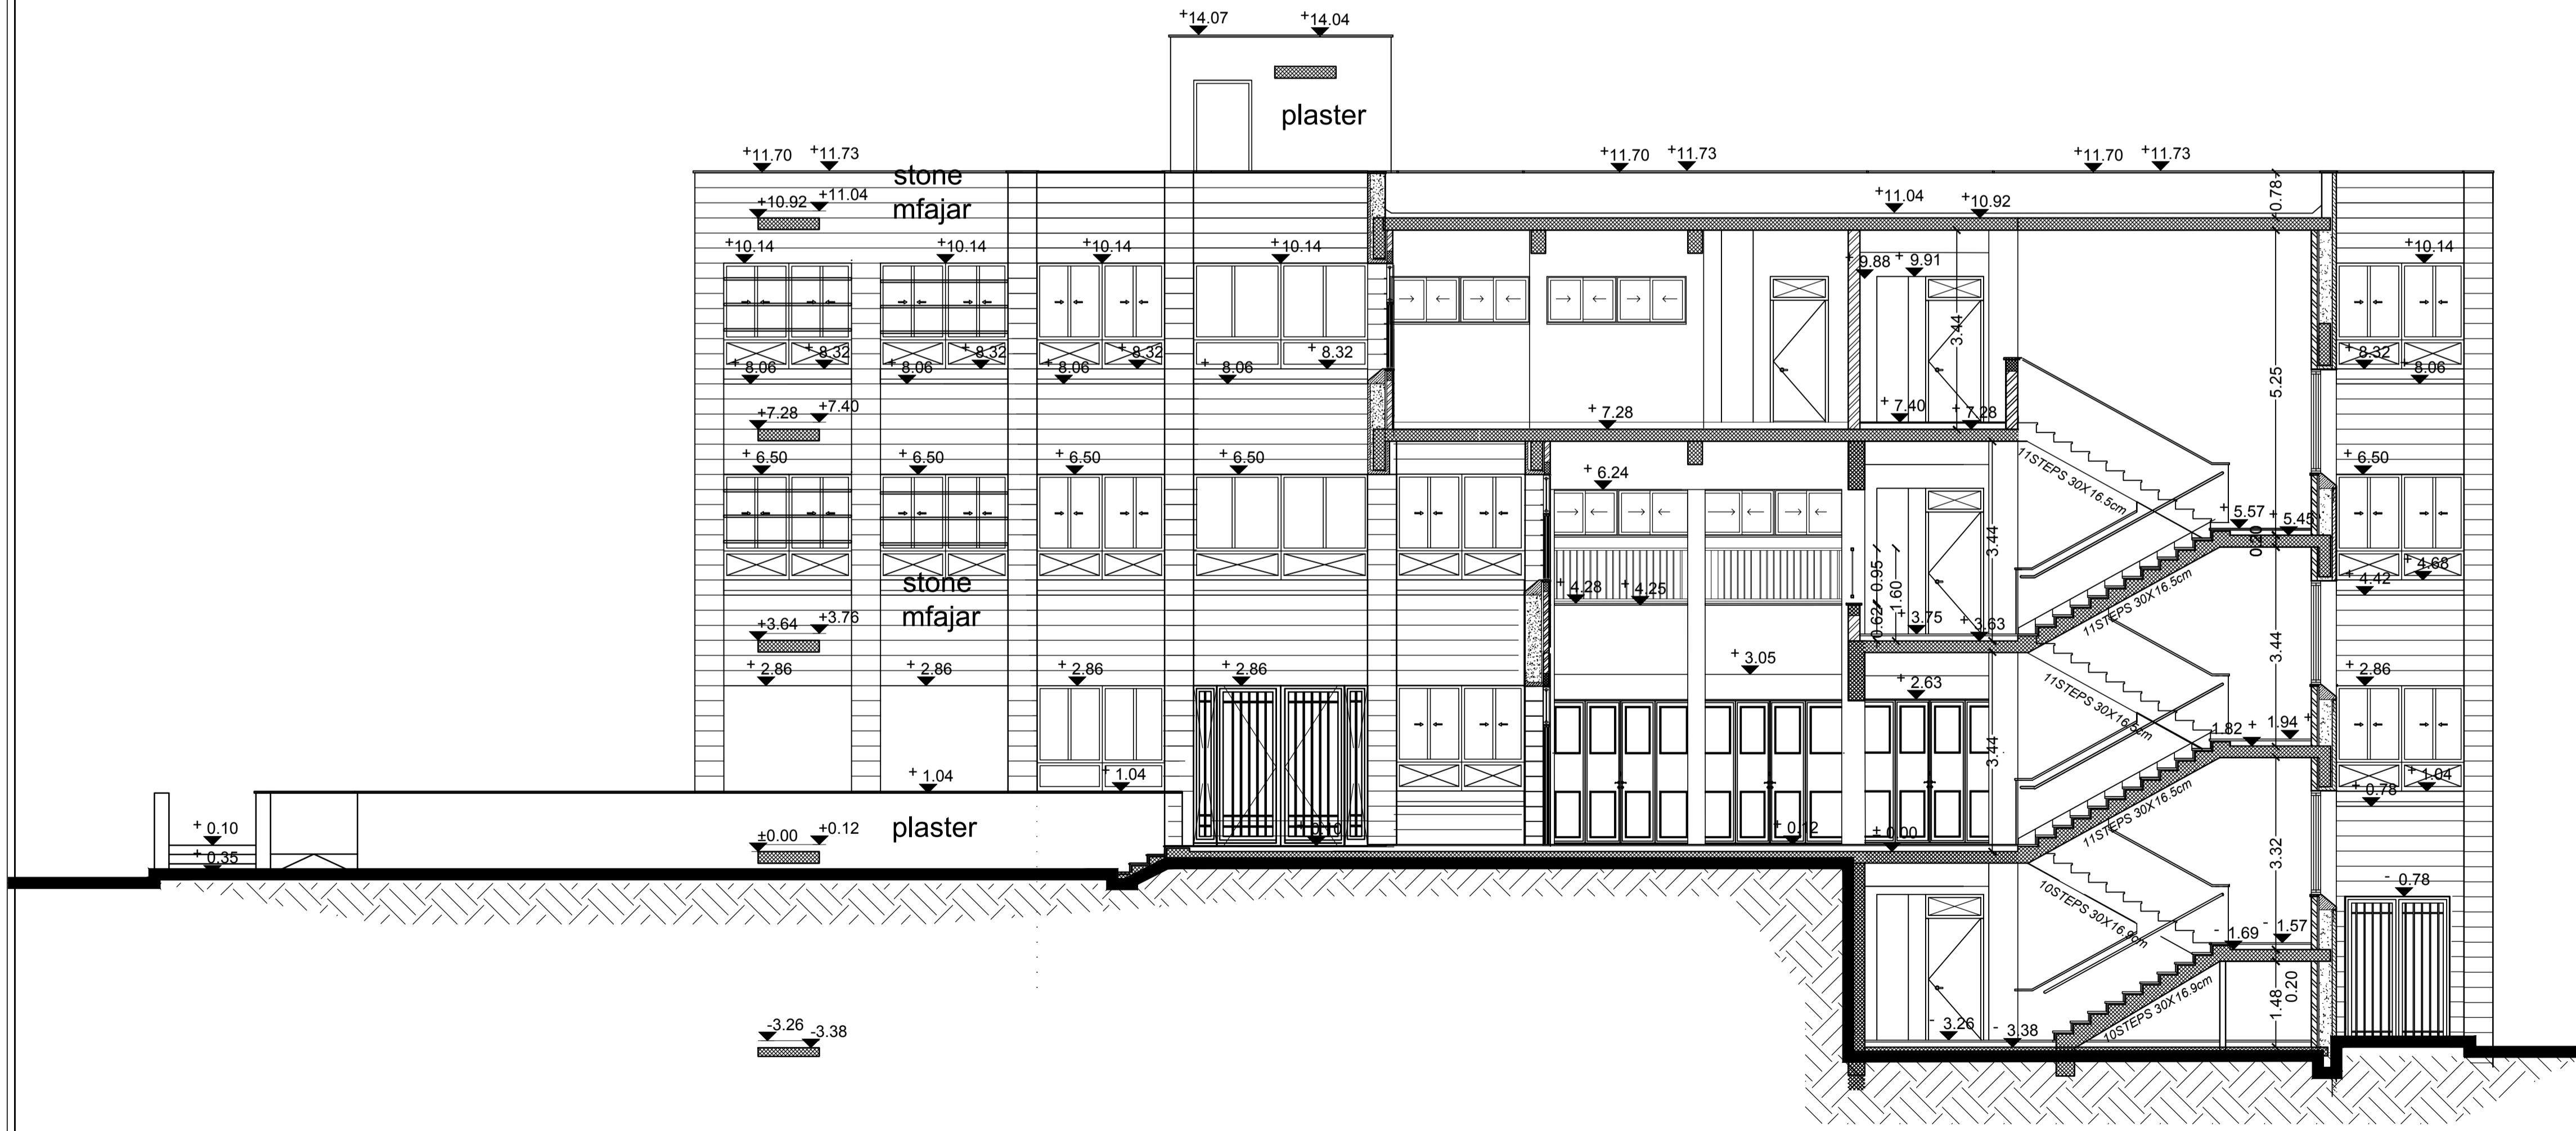 +14.07 +14.04
plaster
+11.70 +11.73 +11.70 +11.73 +11.70 +11.73
stone
mfajar
+10.92 +11.04 +11.04 +10.92 0.78
+10.14 +10.14 +10.14 +10.14 +10.14
+ 9.88 + 9.91
3.44
5.25
+ 8.32 + 8.32 + 8.32 + 8.32 + 8.32
+ 8.06 + 8.06 + 8.06 + 8.06 + 8.06
+7.28 +7.40 + 7.28 + 7.40 + 7.28
+ 6.50 + 6.50 + 6.50 + 6.50 + 6.50
+ 6.24
11STEPS 30X16.5cm
+ 5.57 + 5.45
0.20
3.44
stone
mfajar
+ 4.28 + 4.25 0.95 1.60 + 4.68
+ 4.42
11STEPS 30X16.5cm
+3.64 +3.76 0.62 + 3.75 + 3.63
3.44
+ 2.86 + 2.86 + 2.86 + 2.86 + 3.05 + 2.63 + 2.86
11STEPS 30X16.5cm
1.82 + 1.94 +
3.44
+ 1.04 + 1.04 + 1.04
+ 0.78
11STEPS 30X16.5cm
plaster
+ 0.10 ±0.00 +0.12 + 0.10 + 0.12 ± 0.00
+ 0.35
3.32
- 0.78
10STEPS 30X16.9cm
- 1.69 - 1.57
1.48 0.20
10STEPS 30X16.9cm
-3.26 -3.38 - 3.26 - 3.38